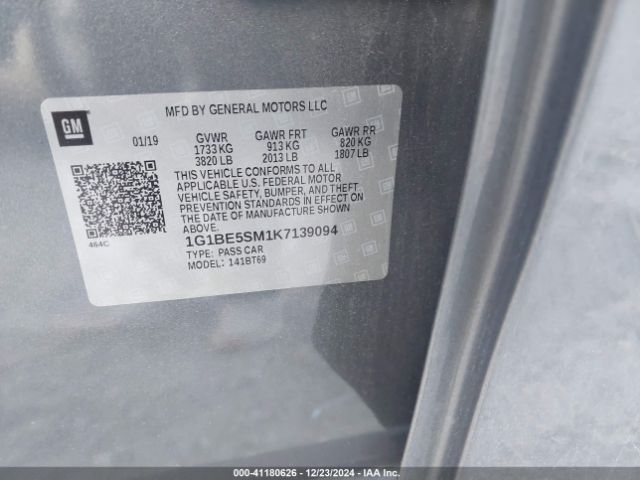 MFD BY GENERAL MOTORS LLC
GM
01/19 GVWR GAWR FRT GAWR RR
1733 KG 913 KG 820 KG
3820 LB 2013 LB 1807 LB
THIS VEHICLE CONFORMS TO ALL
APPLICABLE U.S. FEDERAL MOTOR
VEHICLE SAFETY, BUMPER, AND THEFT
PREVENTION STANDARDS IN EFFECT ON
THE DATE OF MANUFACTURE SHOWN
ABOVE.
464C
1G1BE5SM1K7139094
TYPE: PASS CAR
MODEL: 141BT69
000-41180626 - 12/23/2024 - IAA Inc.